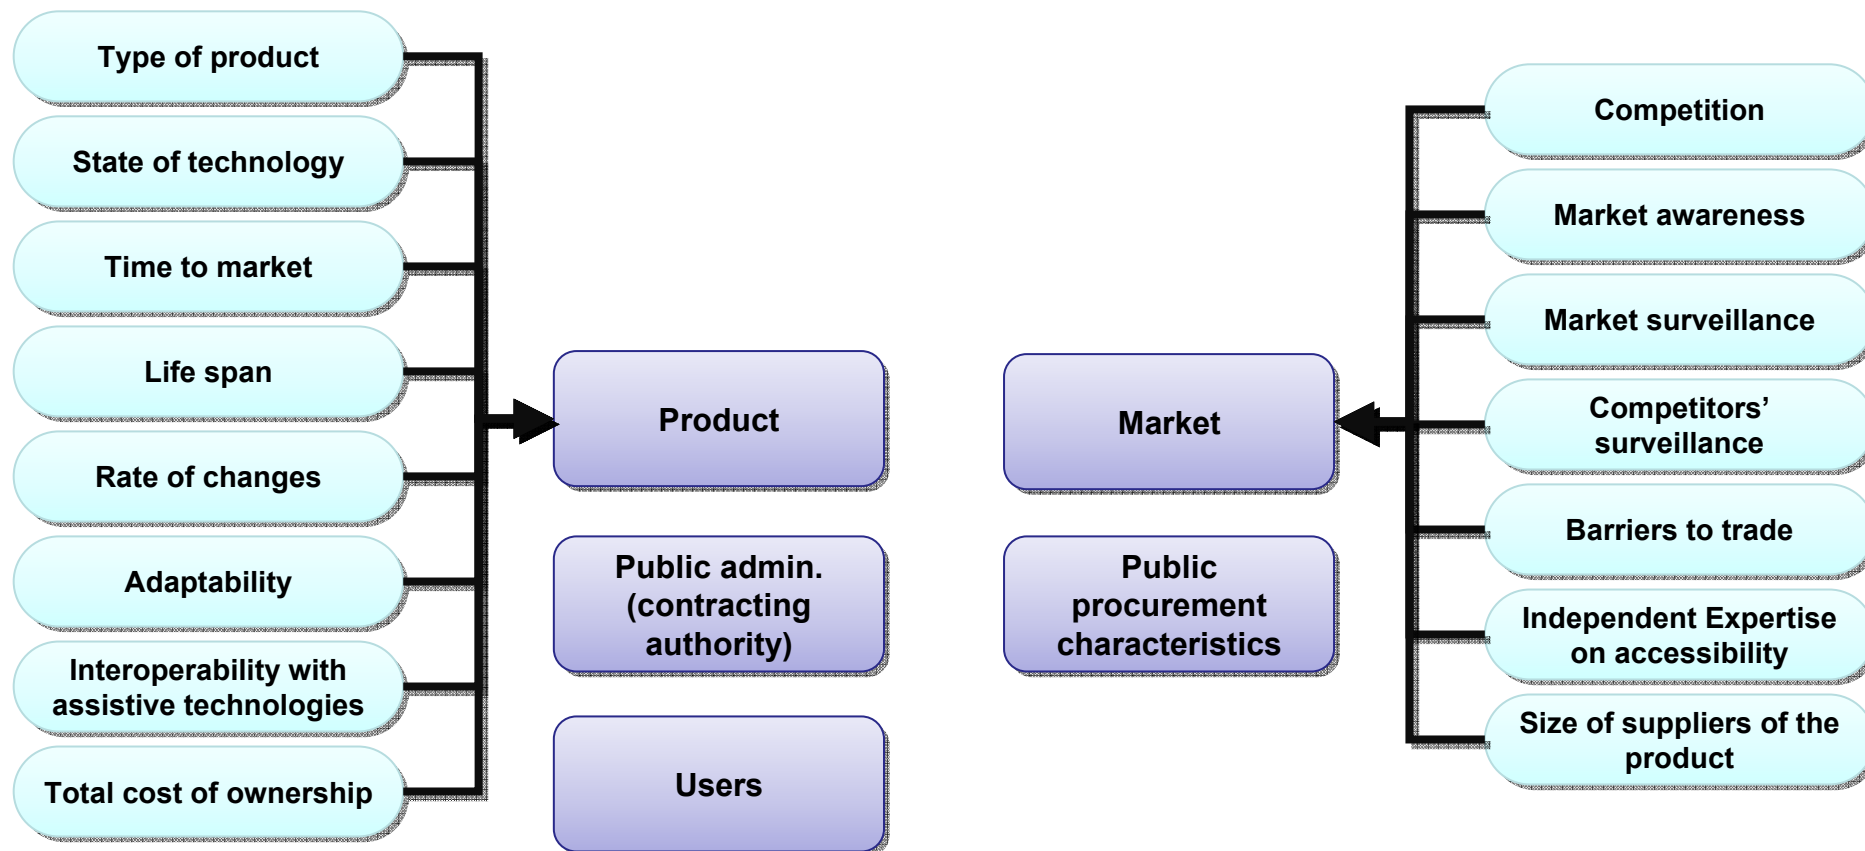 Type of product
State of technology
Time to market
Life span
Rate of changes
Adaptability
Interoperability with
assistive technologies
Total cost of ownership
Product
Public admin.
(contracting
authority)
Users
Market
Public
procurement
characteristics
Competition
Market awareness
Market surveillance
Competitors’
surveillance
Barriers to trade
Independent Expertise
on accessibility
Size of suppliers of the
product